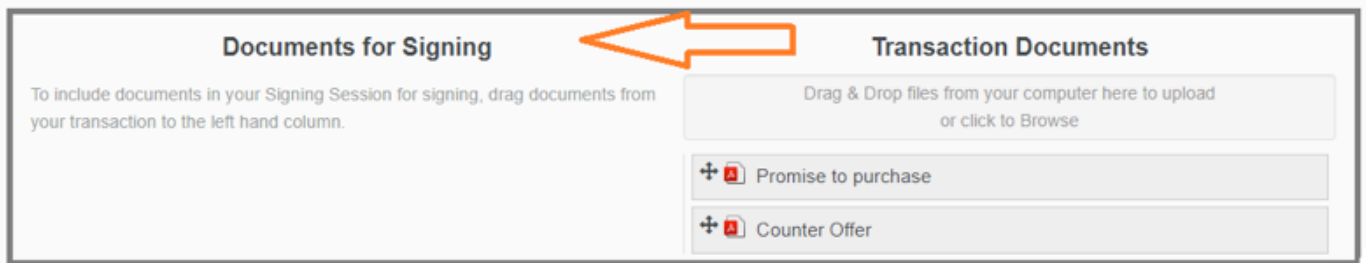 Documents for Signing
To include documents in your Signing Session for signing, drag documents from
your transaction to the left hand column.
Transaction Documents
Drag & Drop files from your computer here to upload
or click to Browse
Promise to purchase
Counter Offer